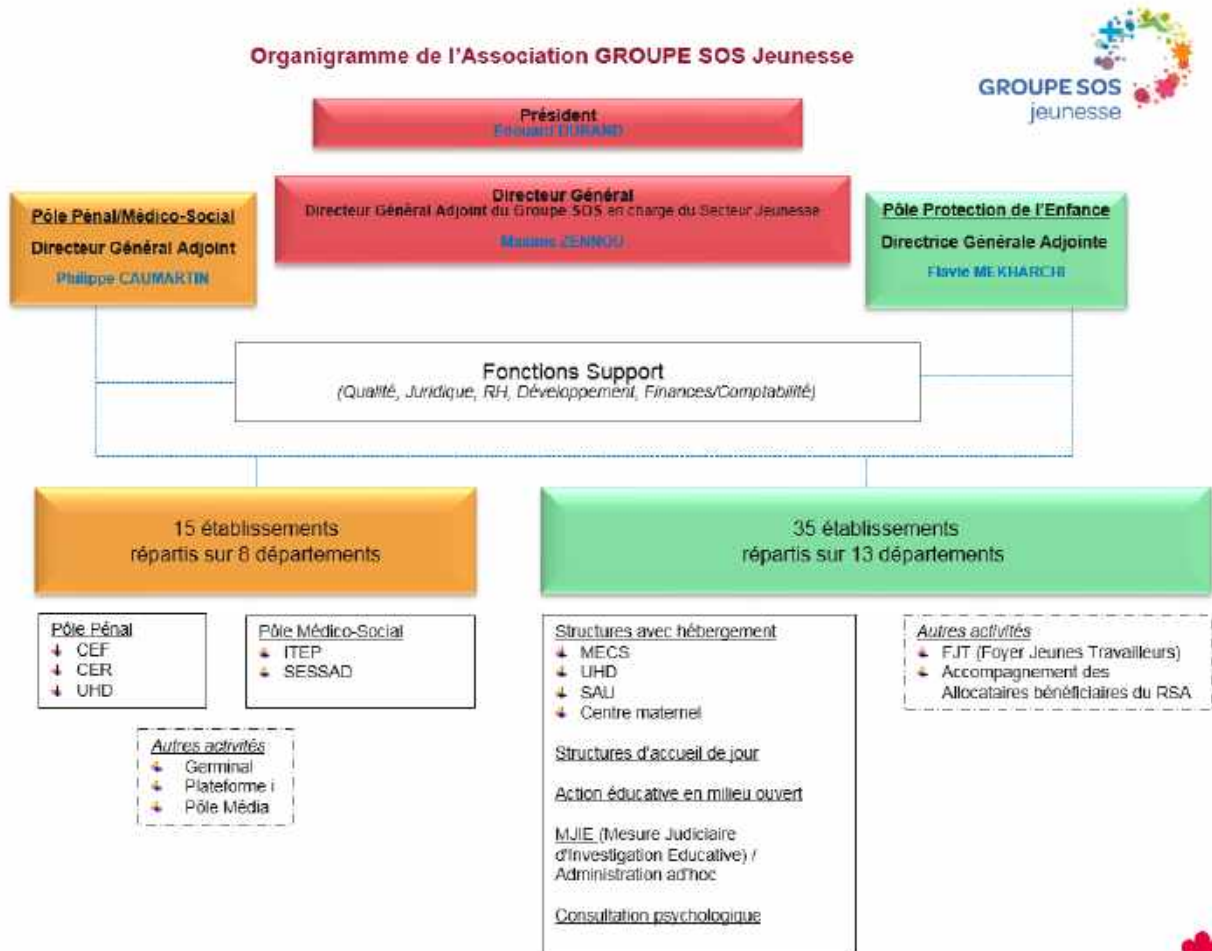 Organigramme de l'Association GROUPE SOS Jeunesse
GROUPE SOS
jeunesse
Président
Edouard DURAND
Directeur Général
Directeur Général Adjoint du Groupe SOS en charge du Secteur Jeunesse
Maxime ZENNOU
Pôle Pénal/Médico-Social
Directeur Général Adjoint
Philippe CAUMARTIN
Pôle Protection de l'Enfance
Directrice Générale Adjointe
Flavie MEKHARCHI
Fonctions Support
(Qualité, Juridique, RH, Développement, Finances/Comptabilité)
15 établissements
répartis sur 8 départements
35 établissements
répartis sur 13 départements
Pôle Pénal
CEF
CER
UHD
Pôle Médico-Social
ITEP
SESSAD
Autres activités
Germinal
Plateforme i
Pôle Média
Structures avec hébergement
MECS
UHD
SAU
Centre maternel
Structures d'accueil de jour
Action éducative en milieu ouvert
MJIE (Mesure Judiciaire
d'Investigation Educative) /
Administration ad'hoc
Consultation psychologique
Autres activités
FJT (Foyer Jeunes Travailleurs)
Accompagnement des
Allocataires bénéficiaires du RSA